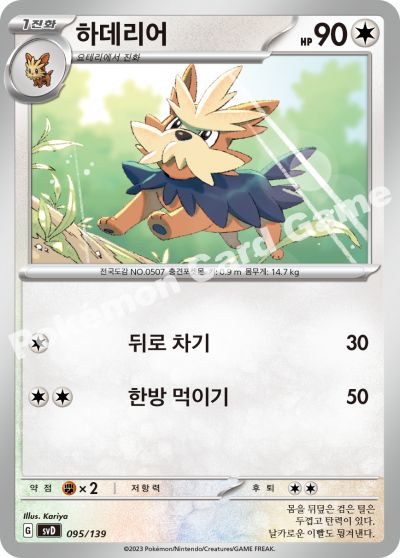 1진화
하데리어
HP 90
요테리에서 진화
전국도감 NO.0507 충견포켓몬 키: 0.9 m 몸무게: 14.7 kg
뒤로 차기 30
한방 먹이기 50
약점 ×2 저항력 후퇴
Illus. Kariya
G svD 095/139
몸을 뒤덮은 검은 털은
두껍고 탄력이 있다.
날카로운 이빨도 튕겨낸다.
©2023 Pokémon/Nintendo/Creatures/GAME FREAK.
Pokémon Card Game